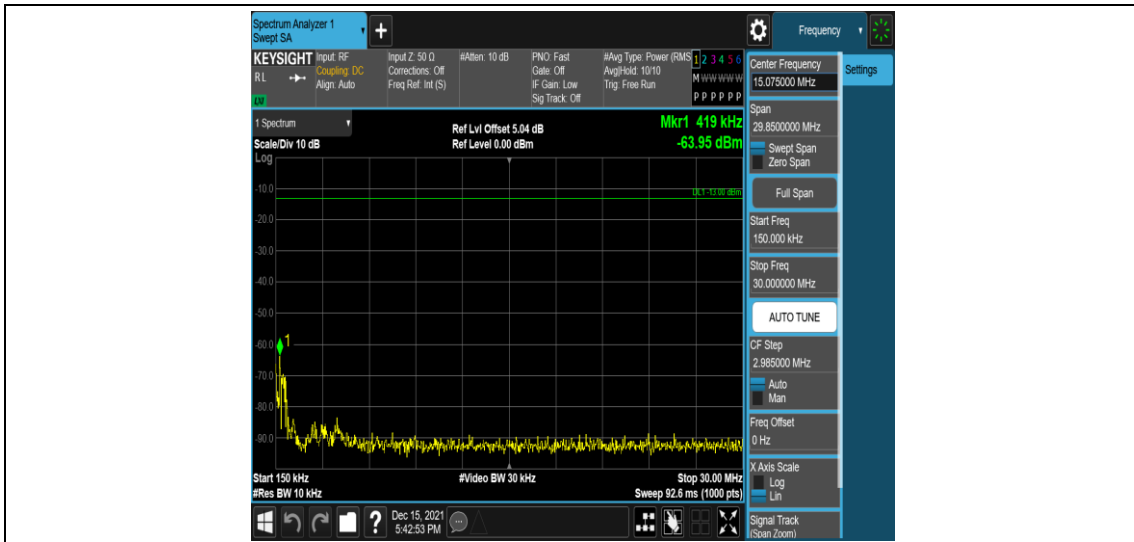 Spectrum Analyzer 1
Swept SA
+
Frequency
KEYSIGHT
RL
LXI
Input: RF
Coupling: DC
Align: Auto
Input Z: 50 Ω
Corrections: Off
Freq Ref: Int (S)
#Atten: 10 dB
PNO: Fast
Gate: Off
IF Gain: Low
Sig Track: Off
#Avg Type: Power (RMS
Avg|Hold: 10/10
Trig: Free Run
1 2 3 4 5 6
M W W W W W
P P P P P P
Center Frequency
15.075000 MHz
Settings
1 Spectrum
Scale/Div 10 dB
Ref Lvl Offset 5.04 dB
Ref Level 0.00 dBm
Mkr1 419 kHz
-63.95 dBm
Log
DL1 -13.00 dBm
-10.0
-20.0
-30.0
-40.0
-50.0
-60.0
1
-70.0
-80.0
-90.0
Start 150 kHz
#Res BW 10 kHz
#Video BW 30 kHz
Stop 30.00 MHz
Sweep 92.6 ms (1000 pts)
Span
29.8500000 MHz
Swept Span
Zero Span
Full Span
Start Freq
150.000 kHz
Stop Freq
30.000000 MHz
AUTO TUNE
CF Step
2.985000 MHz
Auto
Man
Freq Offset
0 Hz
X Axis Scale
Log
Lin
Signal Track
(Span Zoom)
?
Dec 15, 2021
5:42:53 PM